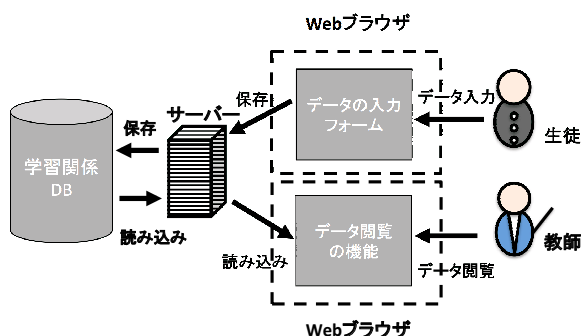 Webブラウザ
保存
データの入力
フォーム
データ入力
生徒
サーバー
保存
学習関係
DB
読み込み
読み込み
データ閲覧
の機能
データ閲覧
教師
Webブラウザ